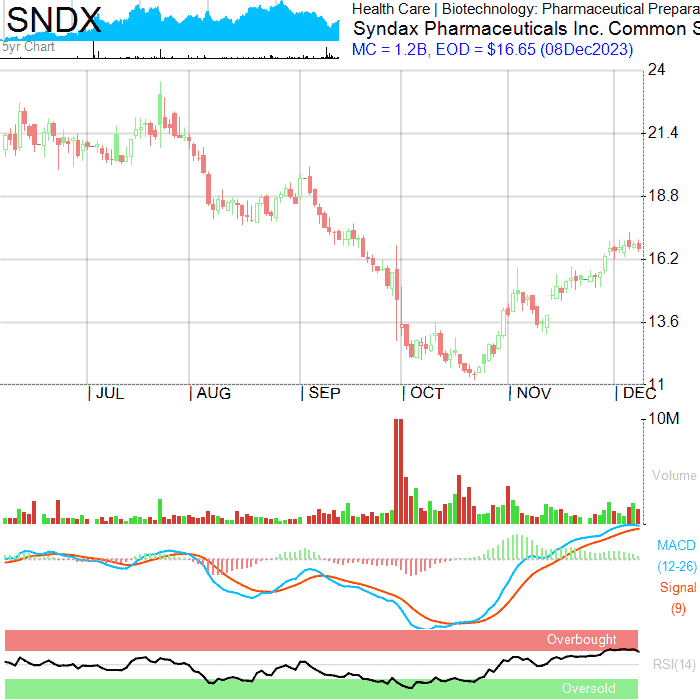 SNDX
5yr Chart
Health Care | Biotechnology: Pharmaceutical Prepara
Syndax Pharmaceuticals Inc. Common S
MC = 1.2B, EOD = $16.65 (08Dec2023)
24
21.4
18.8
16.2
13.6
11
| JUL | AUG | SEP | OCT | NOV | DEC
10M
Volume
MACD
(12-26)
Signal
(9)
Overbought
RSI(14)
Oversold